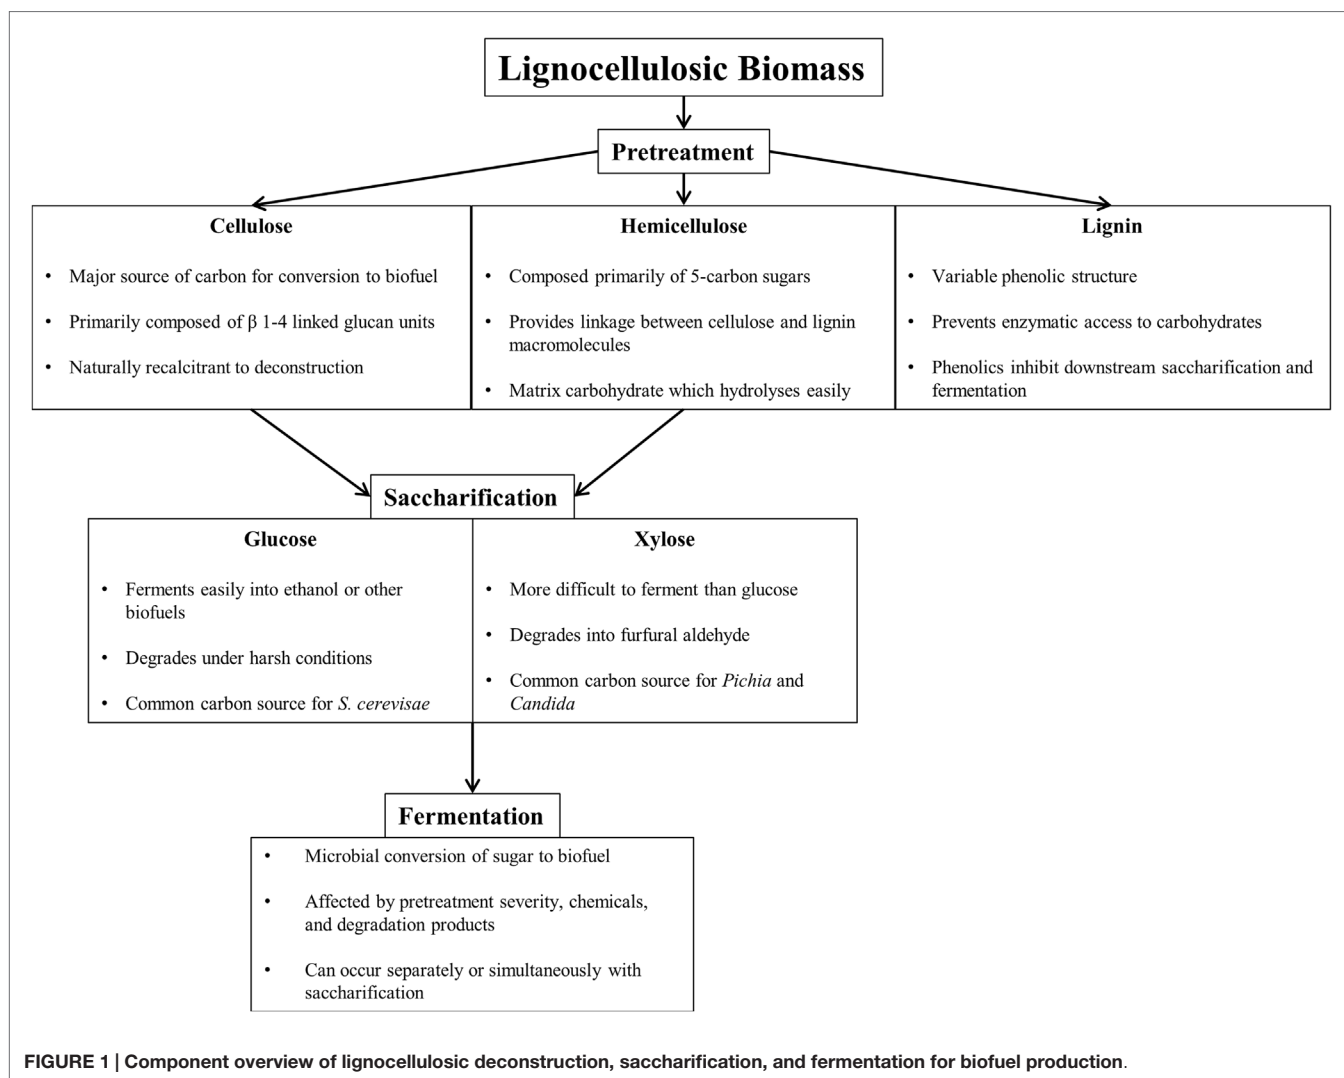 Lignocellulosic Biomass
Pretreatment
Cellulose
• Major source of carbon for conversion to biofuel
• Primarily composed of β 1-4 linked glucan units
• Naturally recalcitrant to deconstruction
Hemicellulose
• Composed primarily of 5-carbon sugars
• Provides linkage between cellulose and lignin
macromolecules
• Matrix carbohydrate which hydrolyses easily
Lignin
• Variable phenolic structure
• Prevents enzymatic access to carbohydrates
• Phenolics inhibit downstream saccharification and
fermentation
Saccharification
Glucose
• Ferments easily into ethanol or other
biofuels
• Degrades under harsh conditions
• Common carbon source for S. cerevisae
Xylose
• More difficult to ferment than glucose
• Degrades into furfural aldehyde
• Common carbon source for Pichia and
Candida
Fermentation
• Microbial conversion of sugar to biofuel
• Affected by pretreatment severity, chemicals,
and degradation products
• Can occur separately or simultaneously with
saccharification
FIGURE 1 | Component overview of lignocellulosic deconstruction, saccharification, and fermentation for biofuel production.